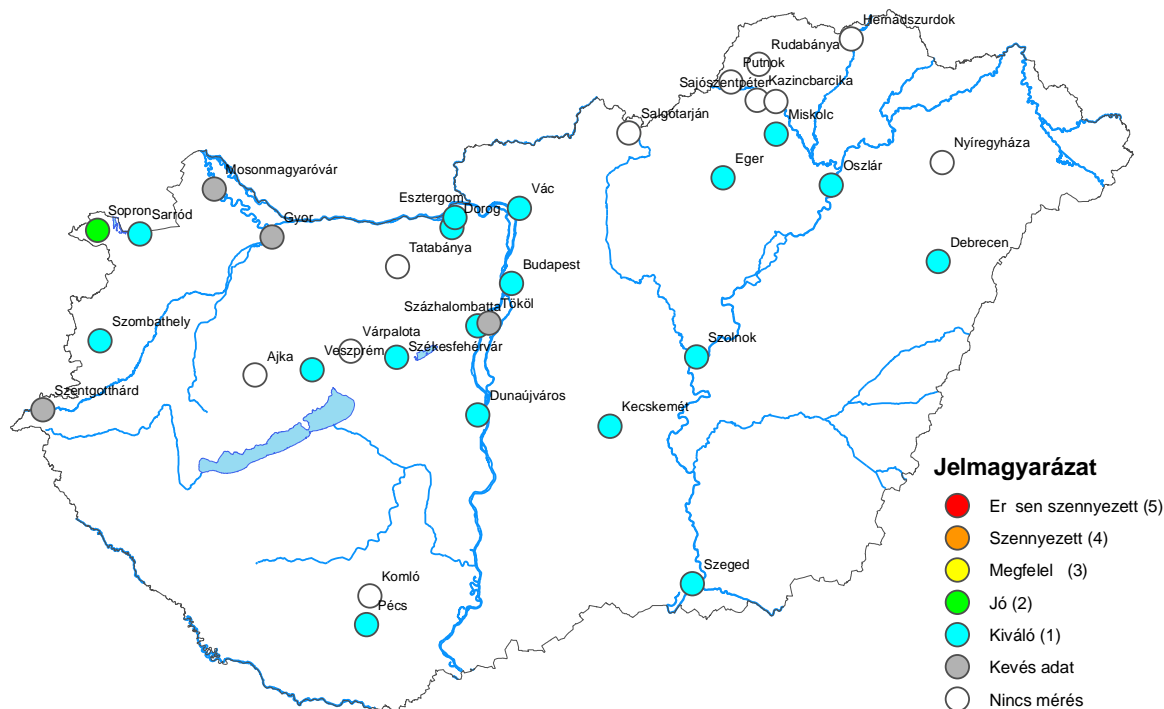 Hernádszurdok
Rudabánya
Putnok
Sajószentpéter
Kazincbarcika
Salgótarján
Miskolc
Nyíregyháza
Eger
Oszlár
Mosonmagyaróvár
Vác
Esztergom
Dorog
Sopron
Sarród
Gyor
Tatabánya
Debrecen
Budapest
Százhalombatta
Tököl
Szombathely
Várpalota
Székesfehérvár
Ajka
Veszprém
Szolnok
Szentgotthárd
Dunaújváros
Kecskemét
Szeged
Komló
Pécs
Jelmagyarázat
Er sen szennyezett (5)
Szennyezett (4)
Megfelel (3)
Jó (2)
Kiváló (1)
Kevés adat
Nincs mérés